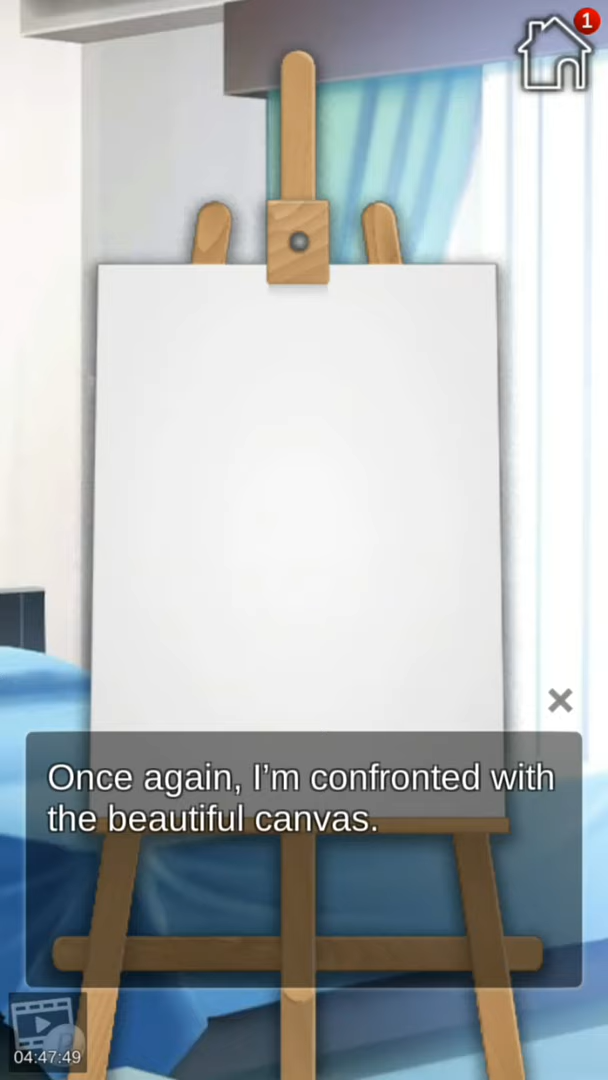 1
Once again, I'm confronted with
the beautiful canvas.
04:47:49